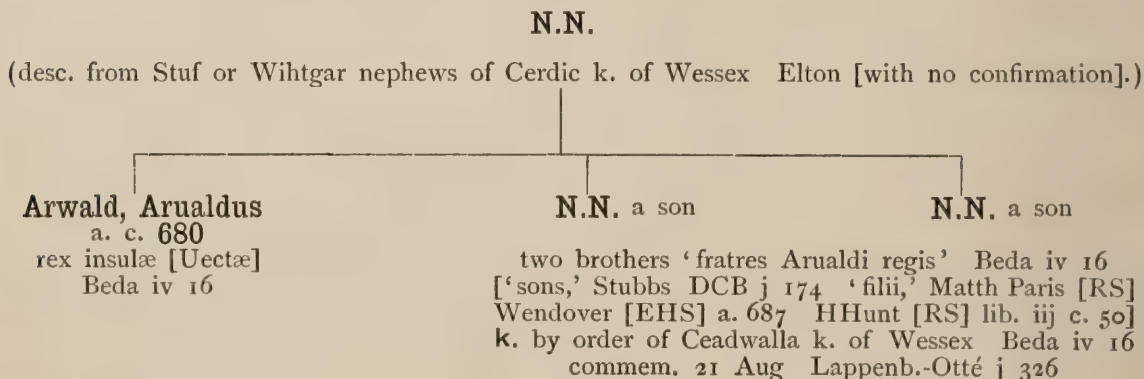 N.N.
(desc. from Stuf or Wihtgar nephews of Cerdic k. of Wessex Elton [with no confirmation].)
Arwald, Arualdus
a. c. 680
rex insulæ [Uectæ]
Beda iv 16
N.N. a son
N.N. a son
two brothers ‘fratres Arualdi regis’ Beda iv 16
[‘sons,’ Stubbs DCB j 174 ‘filii,’ Matth Paris [RS]
Wendover [EHS] a. 687 HHunt [RS] lib. iij c. 50]
k. by order of Ceadwalla k. of Wessex Beda iv 16
commem. 21 Aug Lappenb.-Otté j 326